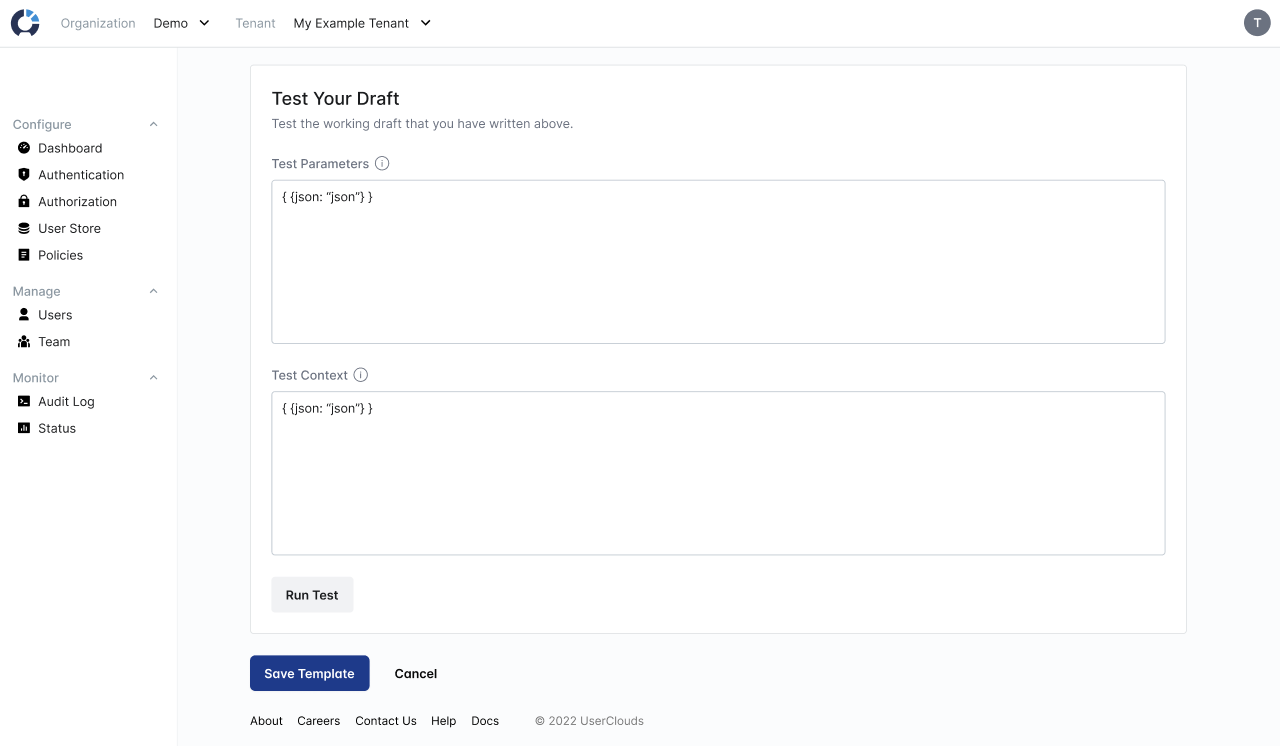 Organization Demo Tenant My Example Tenant T
Configure
Dashboard
Authentication
Authorization
User Store
Policies
Manage
Users
Team
Monitor
Audit Log
Status
Test Your Draft
Test the working draft that you have written above.
Test Parameters
{ {json: “json”} }
Test Context
{ {json: “json”} }
Run Test
Save Template Cancel
About Careers Contact Us Help Docs © 2022 UserClouds